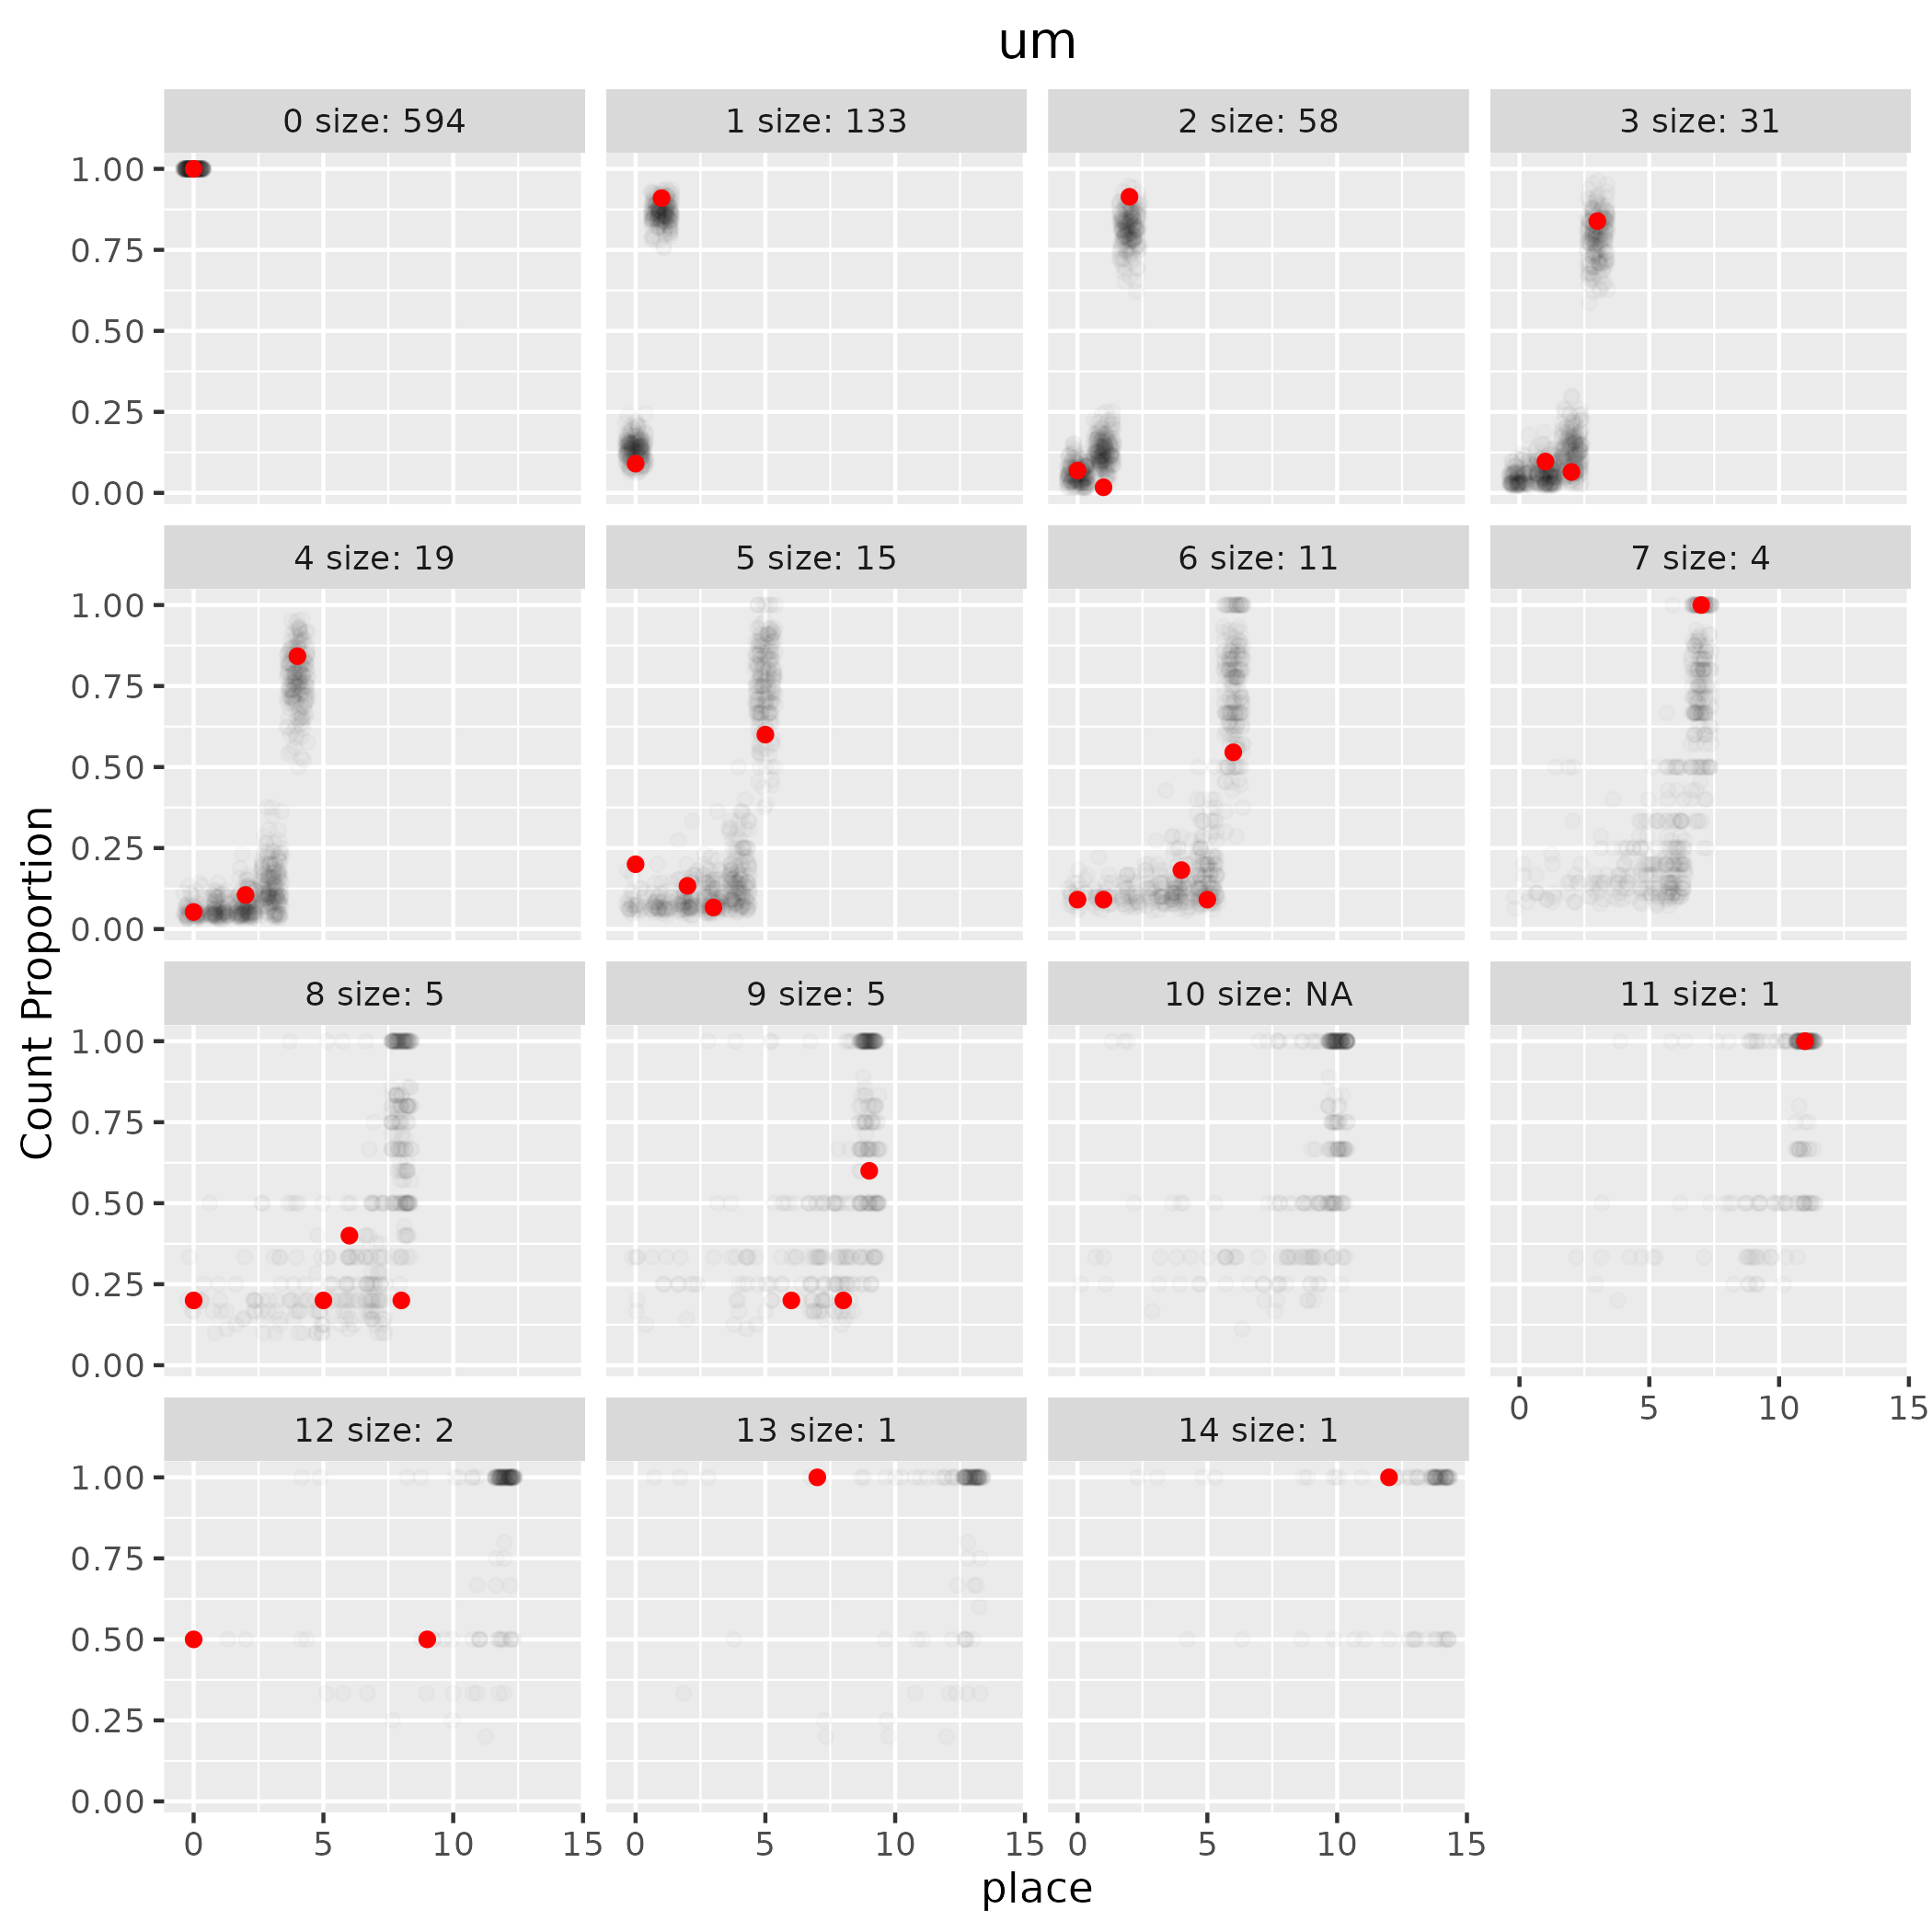 um
0 size: 594
1 size: 133
2 size: 58
3 size: 31
1.00
0.75
0.50
0.25
0.00
4 size: 19
5 size: 15
6 size: 11
7 size: 4
1.00
0.75
0.50
0.25
0.00
Count Proportion
8 size: 5
9 size: 5
10 size: NA
11 size: 1
1.00
0.75
0.50
0.25
0.00
0 5 10 15
12 size: 2
13 size: 1
14 size: 1
1.00
0.75
0.50
0.25
0.00
0 5 10 15
0 5 10 15
0 5 10 15
place